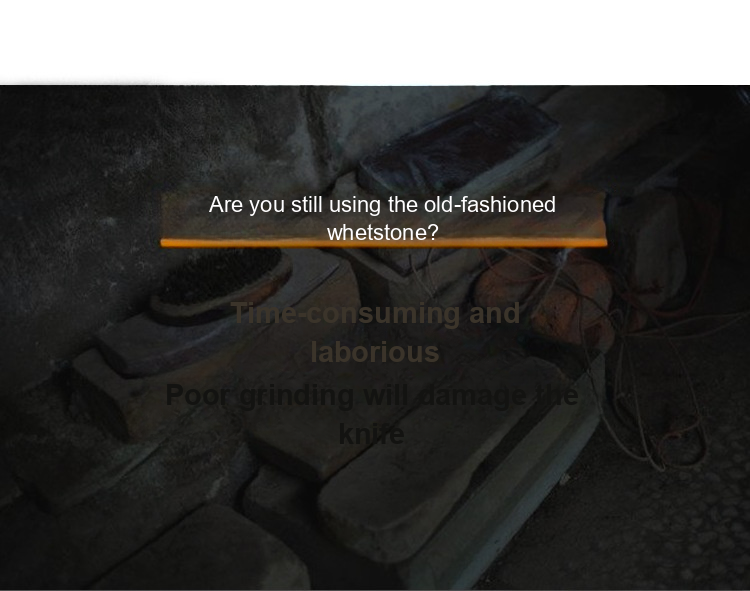 Are you still using the old-fashioned
whetstone?
Time-consuming and
laborious
Poor grinding will damage the
knife